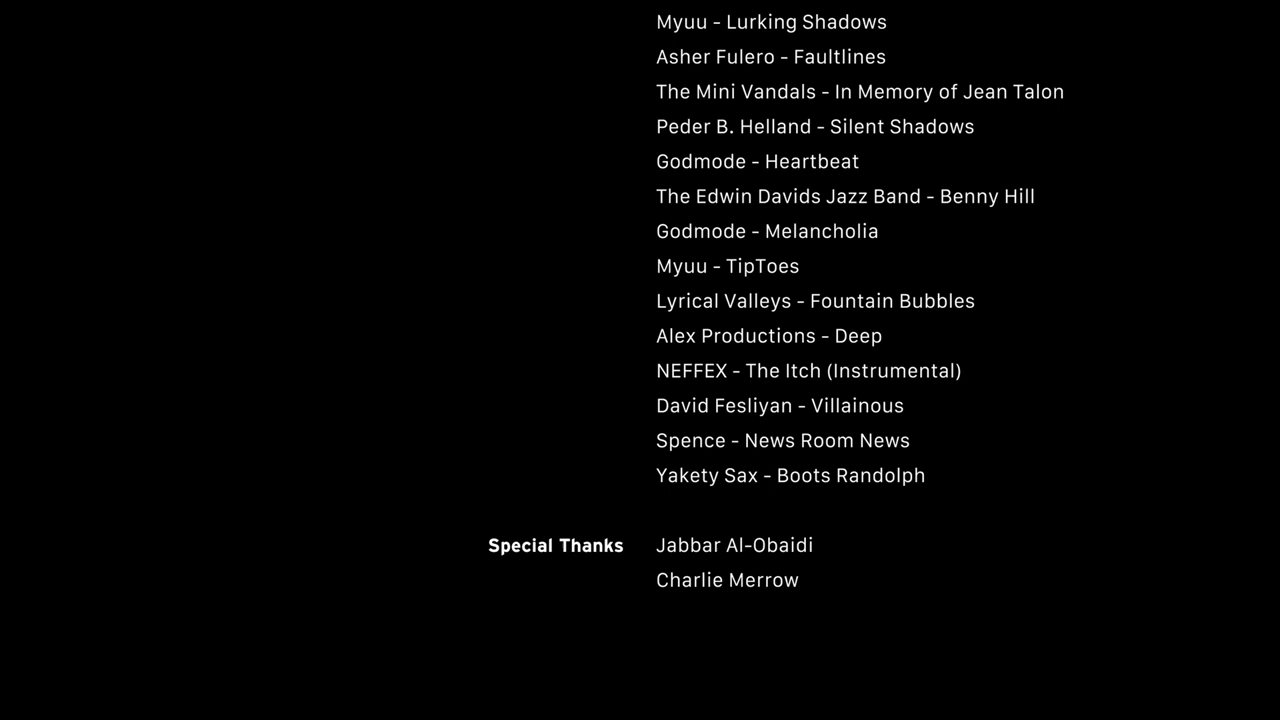 Myuu - Lurking Shadows
Asher Fulero - Faultlines
The Mini Vandals - In Memory of Jean Talon
Peder B. Helland - Silent Shadows
Godmode - Heartbeat
The Edwin Davids Jazz Band - Benny Hill
Godmode - Melancholia
Myuu - TipToes
Lyrical Valleys - Fountain Bubbles
Alex Productions - Deep
NEFFEX - The Itch (Instrumental)
David Fesliyan - Villainous
Spence - News Room News
Yakety Sax - Boots Randolph
Special Thanks Jabbar Al-Obaidi
Charlie Merrow